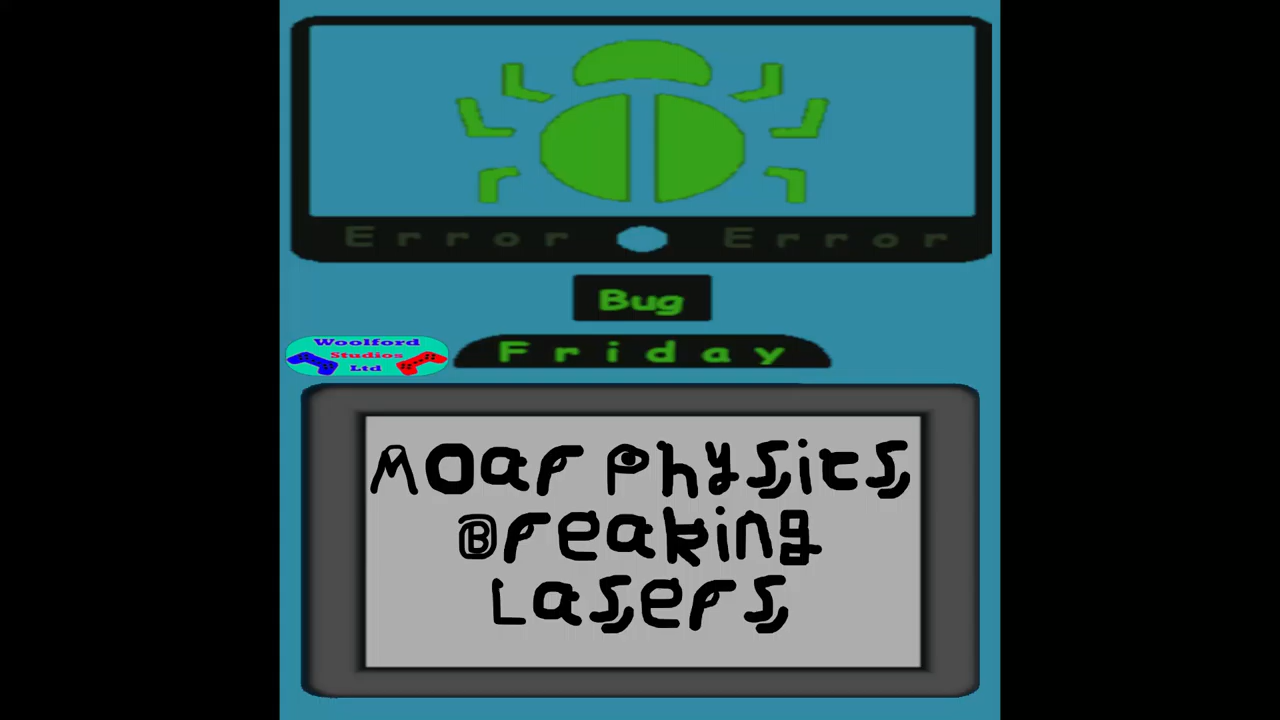 Error Error
Bug
Friday
Woolford
Studios
Ltd
Moar Physics
Breaking
Lasers